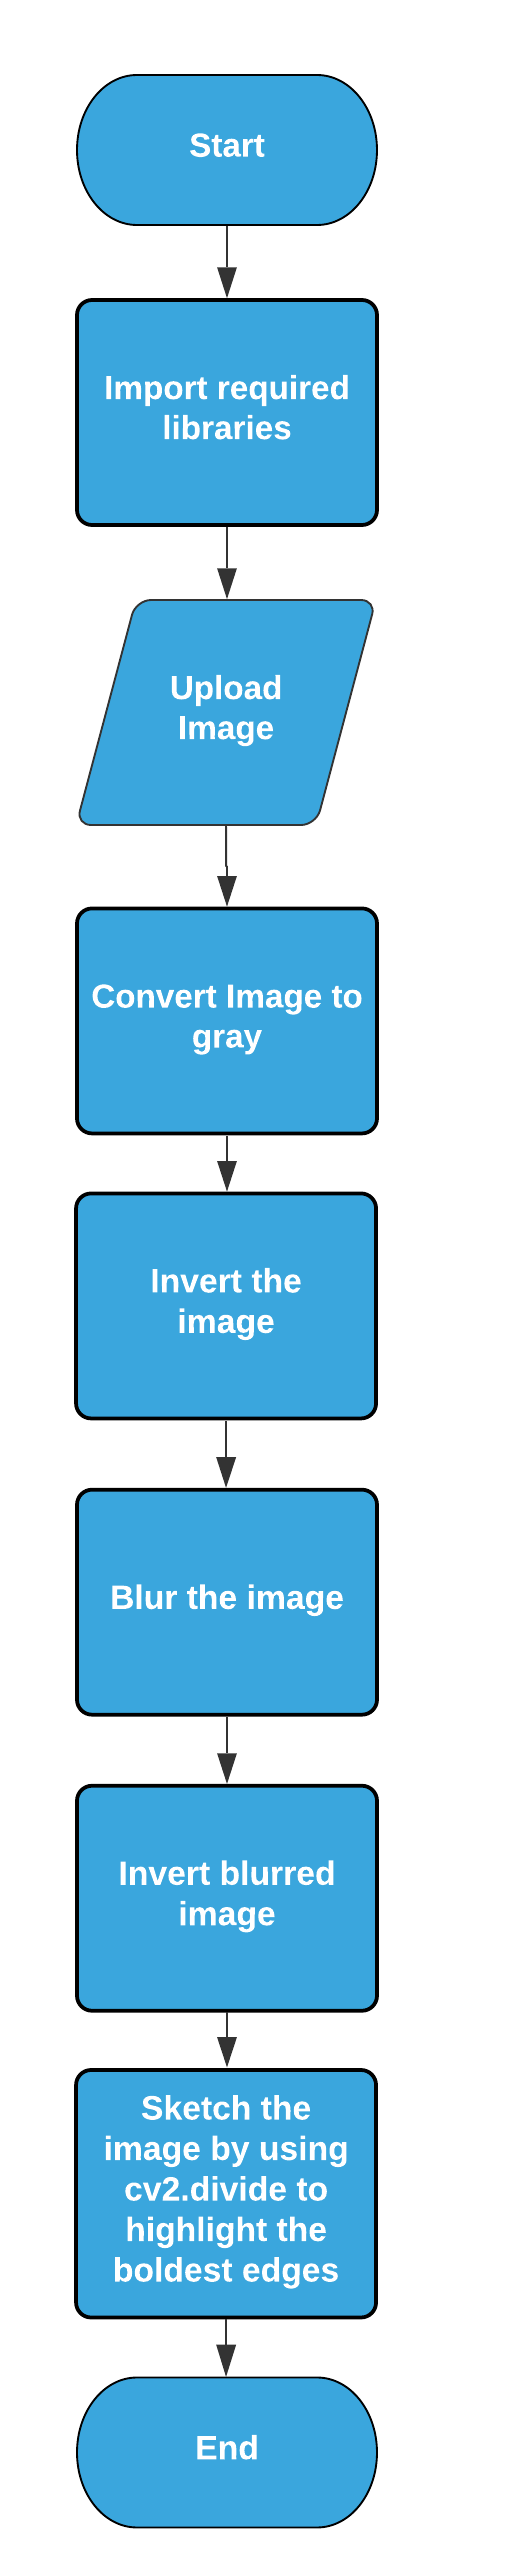 Start
Import required
libraries
Upload
Image
Convert Image to
gray
Invert the
image
Blur the image
Invert blurred
image
Sketch the
image by using
cv2.divide to
highlight the
boldest edges
End